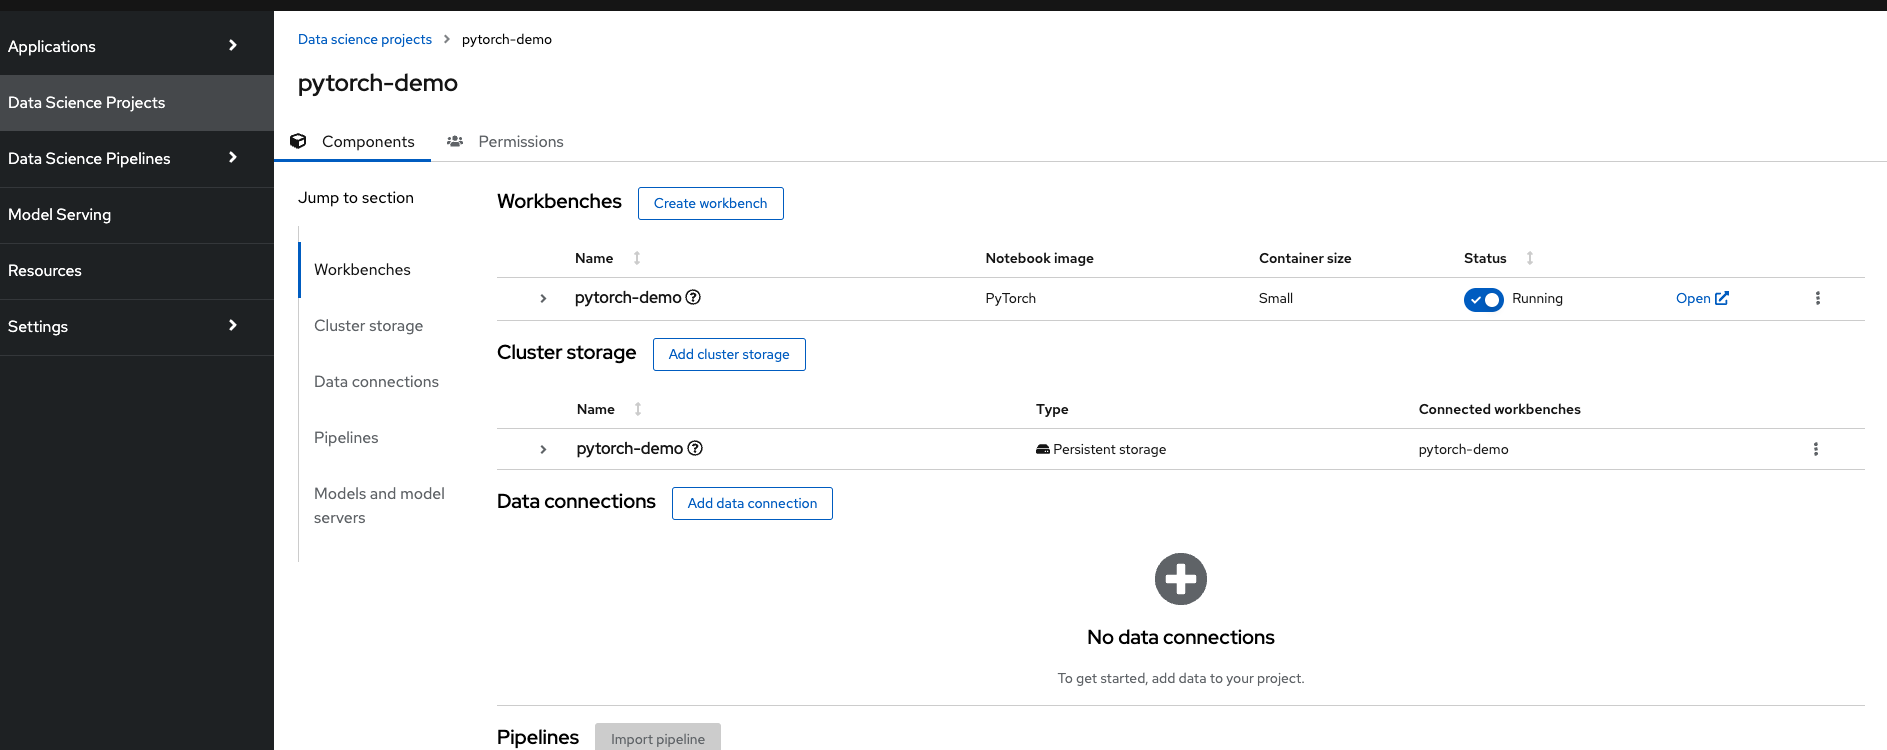 Applications
Data Science Projects
Data Science Pipelines
Model Serving
Resources
Settings
Data science projects > pytorch-demo
pytorch-demo
Components Permissions
Jump to section
Workbenches
Cluster storage
Data connections
Pipelines
Models and model
servers
Workbenches Create workbench
Name Notebook image Container size Status
pytorch-demo PyTorch Small Running Open
Cluster storage Add cluster storage
Name Type Connected workbenches
pytorch-demo Persistent storage pytorch-demo
Data connections Add data connection
No data connections
To get started, add data to your project.
Pipelines Import pipeline